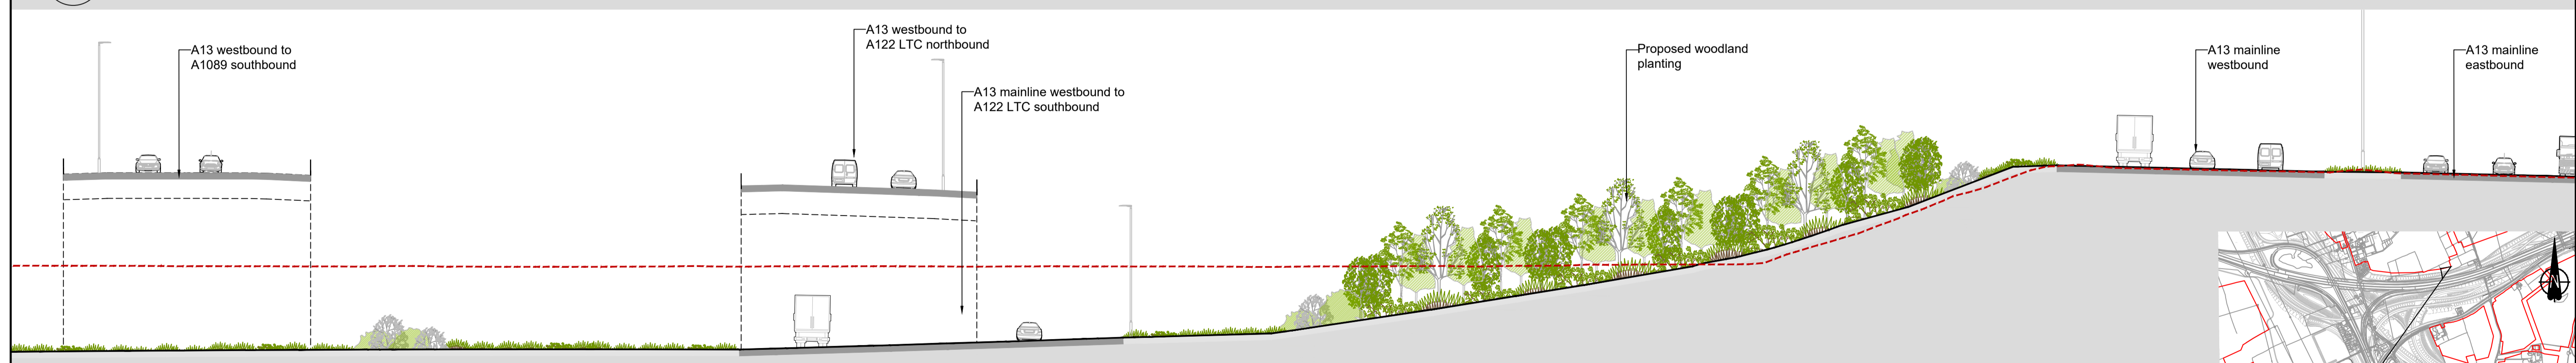 A13 westbound to
A1089 southbound
A13 westbound to
A122 LTC northbound
A13 mainline westbound to
A122 LTC southbound
Proposed woodland
planting
A13 mainline
westbound
A13 mainline
eastbound